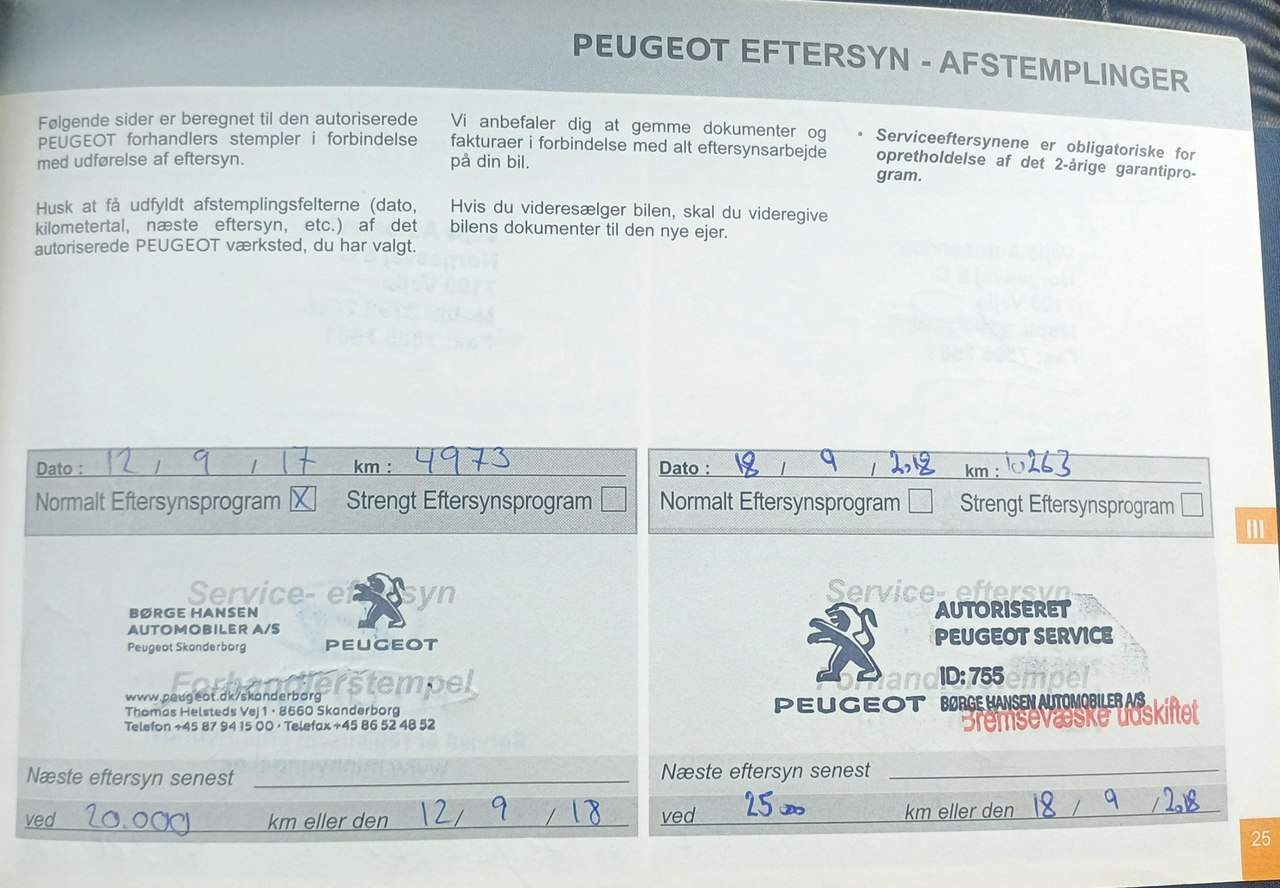 PEUGEOT EFTERSYN - AFSTEMPLINGER
Følgende sider er beregnet til den autoriserede
PEUGEOT forhandlers stempler i forbindelse
med udførelse af eftersyn.
Husk at få udfyldt afstemplingsfelterne (dato,
kilometertal, næste eftersyn, etc.) af det
autoriserede PEUGEOT værksted, du har valgt.
Vi anbefaler dig at gemme dokumenter og
fakturaer i forbindelse med alt eftersynsarbejde
på din bil.
Hvis du videresælger bilen, skal du videregive
bilens dokumenter til den nye ejer.
• Serviceeftersynene er obligatoriske for
opretholdelse af det 2-årige garantipro-
gram.
Dato : 12 / 9 / 17 km : 4973
Normalt Eftersynsprogram X Strengt Eftersynsprogram
Service- eftersyn
BØRGE HANSEN
AUTOMOBILER A/S
Peugeot Skanderborg
PEUGEOT
Forhandlerstempel
www.peugeot.dk/skanderborg
Thomas Helsteds Vej 1 · 8660 Skanderborg
Telefon +45 87 94 15 00 · Telefax +45 86 52 48 52
Næste eftersyn senest
ved 20.000 km eller den 12 / 9 / 18
Dato : 18 / 9 / 2018 km : 10263
Normalt Eftersynsprogram Strengt Eftersynsprogram
Service- eftersyn
AUTORISERET
PEUGEOT SERVICE
ID: 755
Forhandlerstempel
PEUGEOT BØRGE HANSEN AUTOMOBILER A/S
Bremsevæske udskiftet
Næste eftersyn senest
ved 25000 km eller den 18 / 9 / 2018
III
25